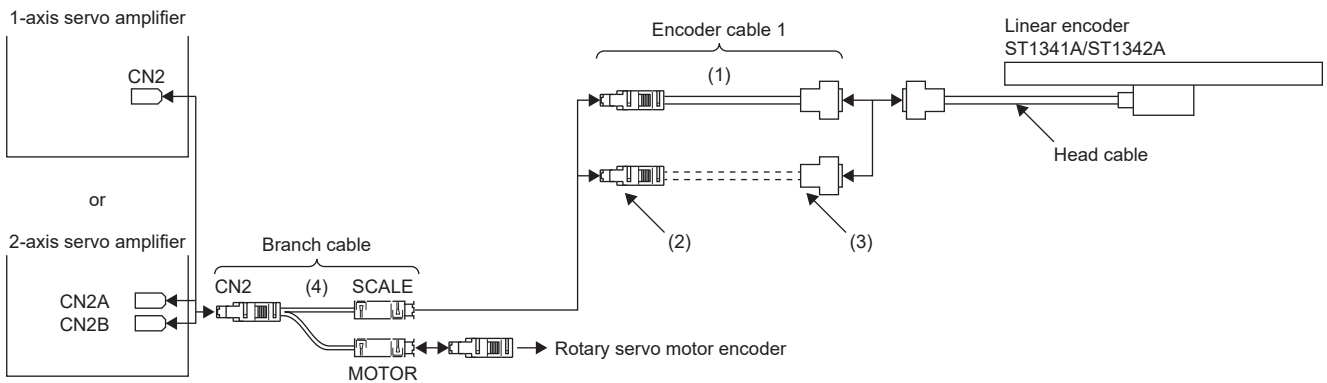 1-axis servo amplifier
CN2
or
2-axis servo amplifier
CN2A
CN2B
Branch cable
CN2
(4)
SCALE
MOTOR
Rotary servo motor encoder
Encoder cable 1
(1)
(2)
(3)
Linear encoder
ST1341A/ST1342A
Head cable